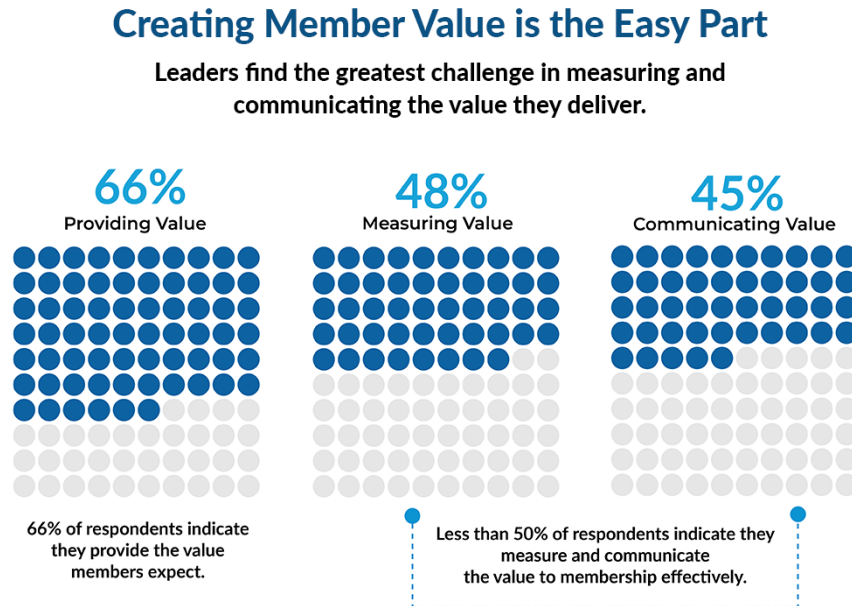 Creating Member Value is the Easy Part
Leaders find the greatest challenge in measuring and
communicating the value they deliver.
66%
Providing Value
48%
Measuring Value
45%
Communicating Value
66% of respondents indicate
they provide the value
members expect.
Less than 50% of respondents indicate they
measure and communicate
the value to membership effectively.